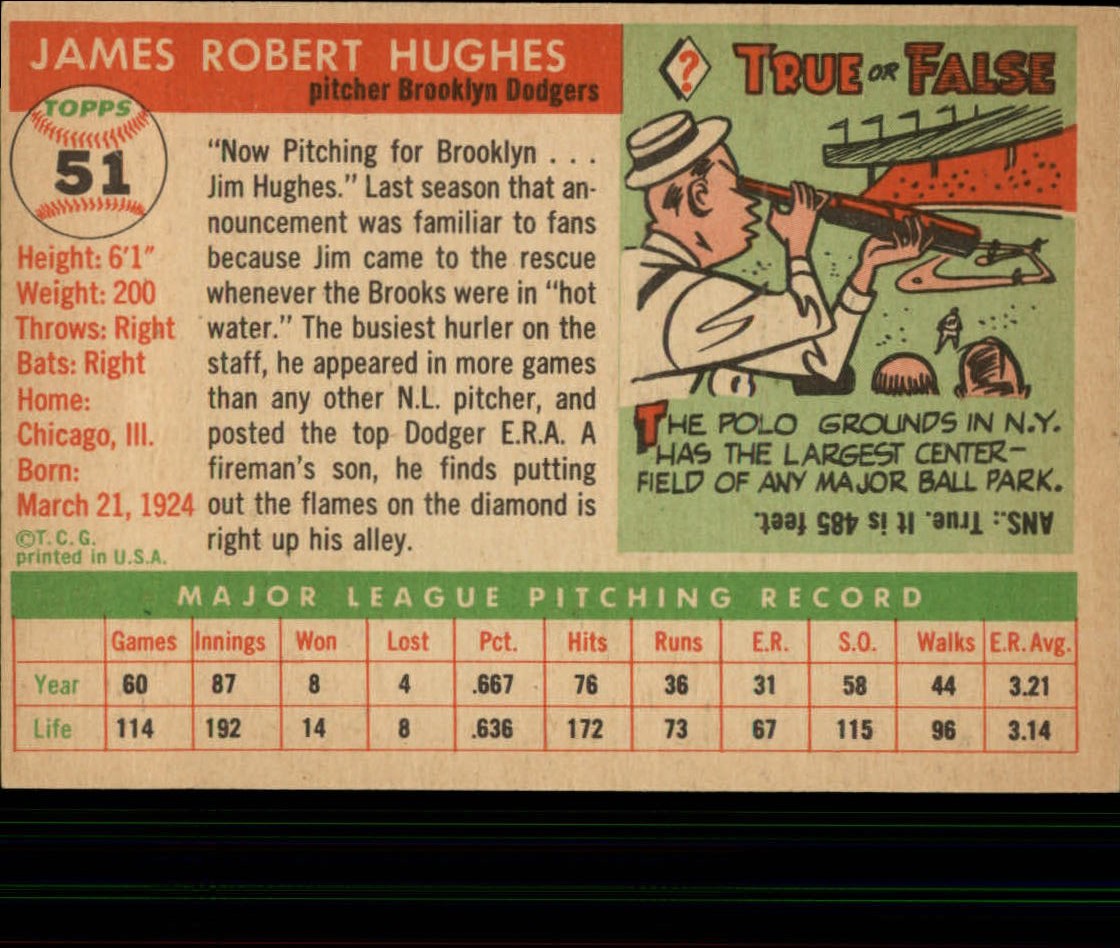 JAMES ROBERT HUGHES
pitcher Brooklyn Dodgers
TOPPS
51
Height: 6'1"
Weight: 200
Throws: Right
Bats: Right
Home:
Chicago, Ill.
Born:
March 21, 1924
©T.C.G.
printed in U.S.A.
"Now Pitching for Brooklyn . . .
Jim Hughes." Last season that an-
nouncement was familiar to fans
because Jim came to the rescue
whenever the Brooks were in "hot
water." The busiest hurler on the
staff, he appeared in more games
than any other N.L. pitcher, and
posted the top Dodger E.R.A. A
fireman's son, he finds putting
out the flames on the diamond is
right up his alley.
? TRUE OR FALSE
THE POLO GROUNDS IN N.Y.
HAS THE LARGEST CENTER-
FIELD OF ANY MAJOR BALL PARK.
ANS.: True. It is 485 feet.
MAJOR LEAGUE PITCHING RECORD
Games Innings Won Lost Pct. Hits Runs E.R. S.O. Walks E.R. Avg.
Year 60 87 8 4 .667 76 36 31 58 44 3.21
Life 114 192 14 8 .636 172 73 67 115 96 3.14